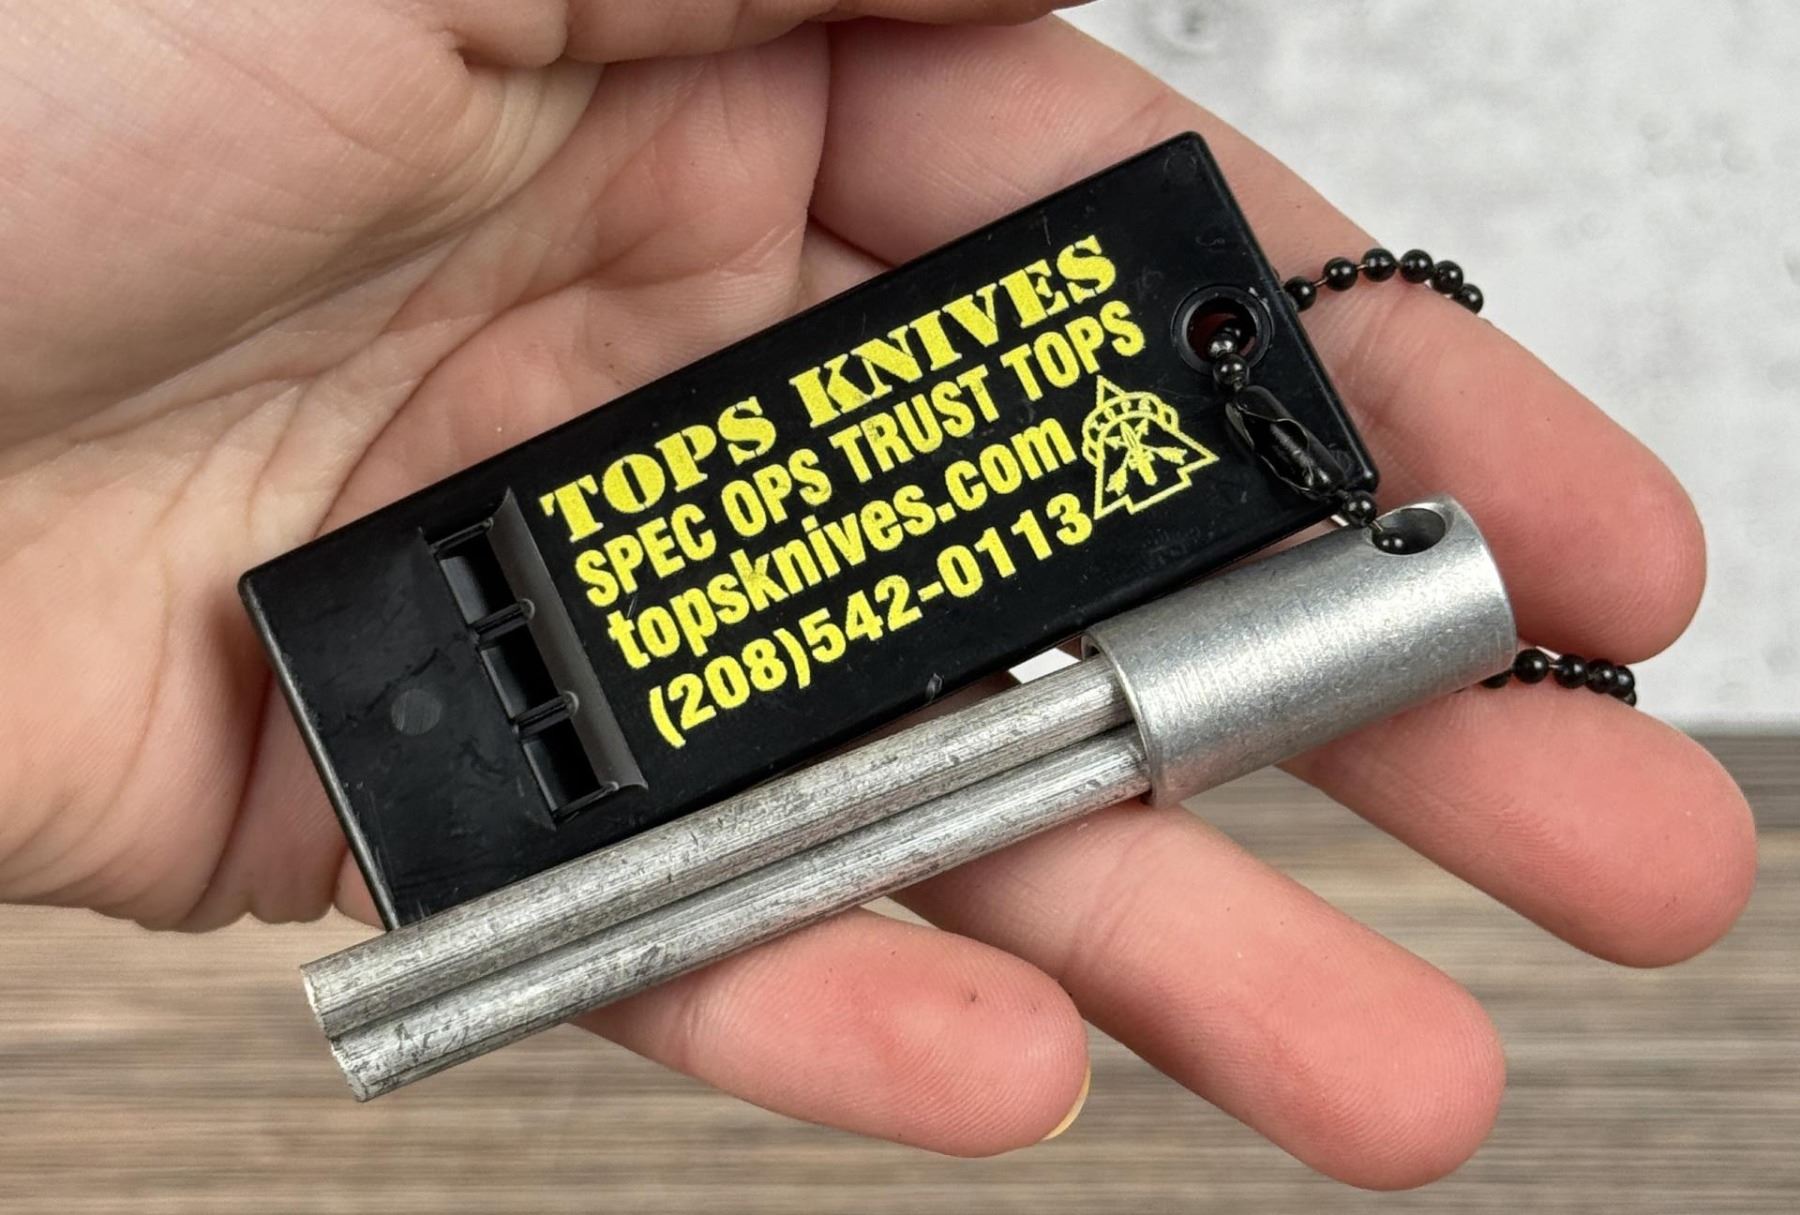 TOPS KNIVES
SPEC OPS TRUST TOPS
topsknives.com
(208)542-0113